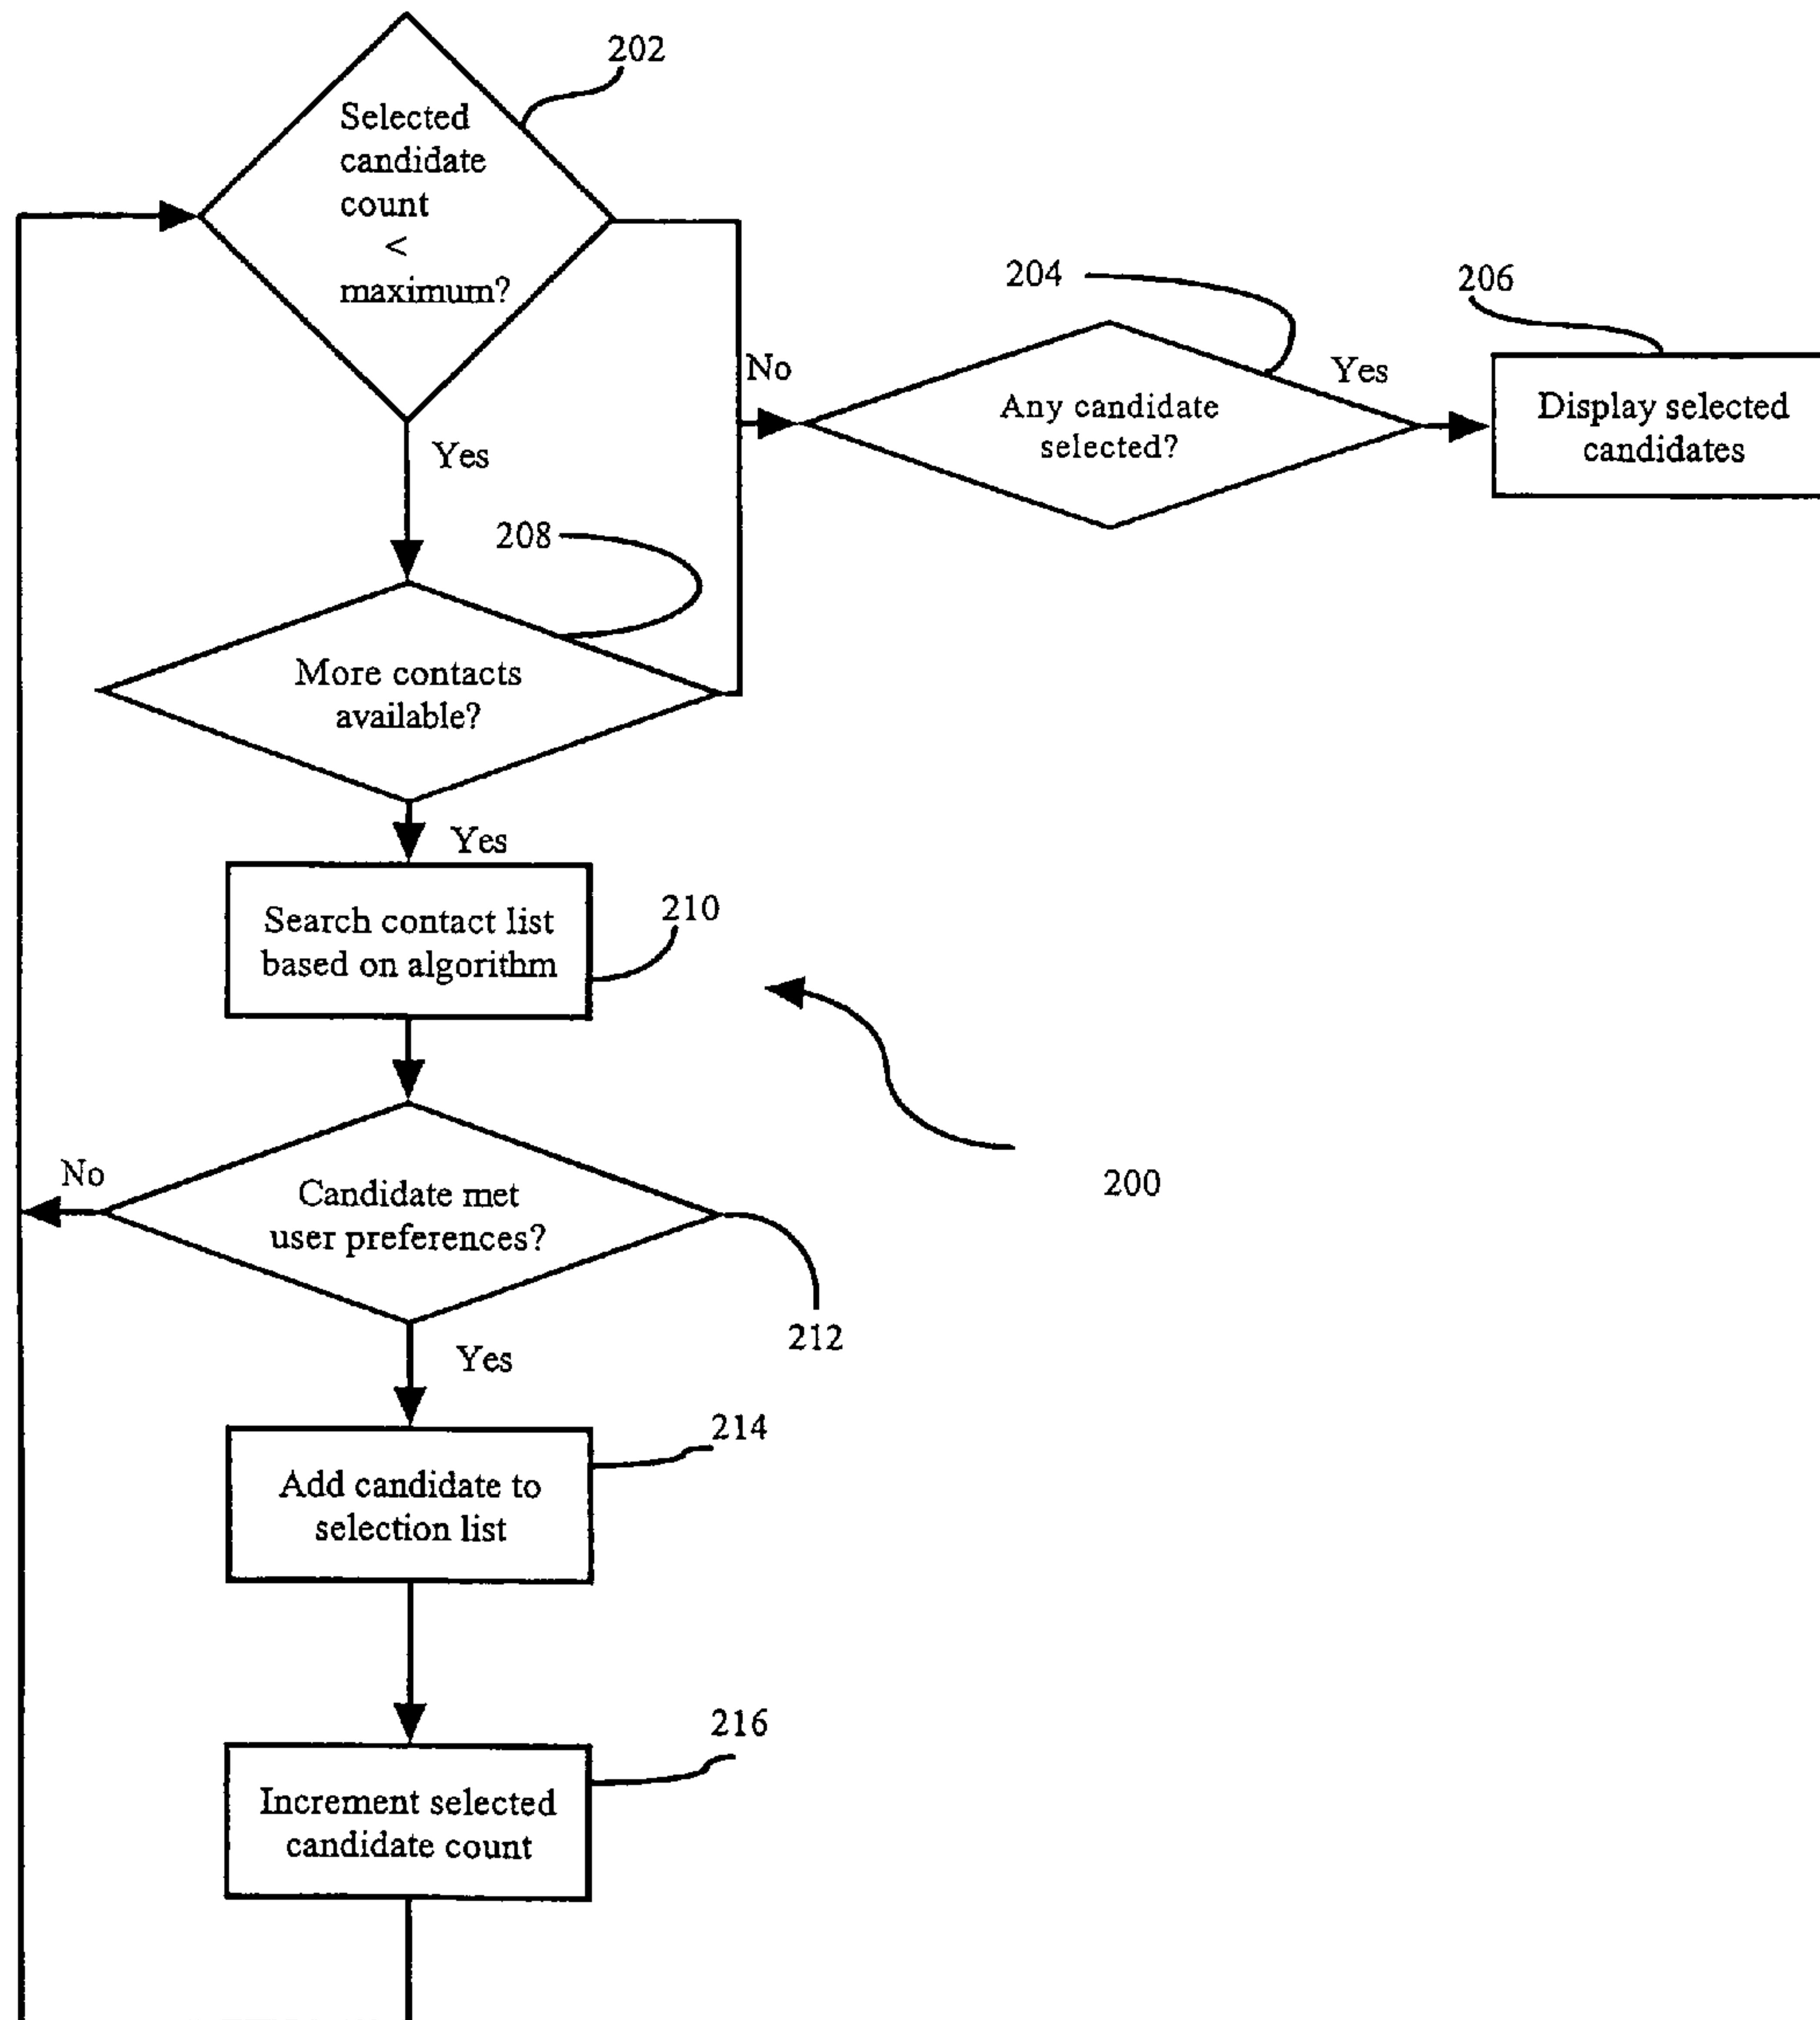 202
Selected
candidate
count
<
maximum?
204
206
No
Yes
Any candidate
selected?
Display selected
candidates
Yes
208
More contacts
available?
Yes
Search contact list
based on algorithm
210
No
Candidate met
user preferences?
200
212
Yes
214
Add candidate to
selection list
216
Increment selected
candidate count